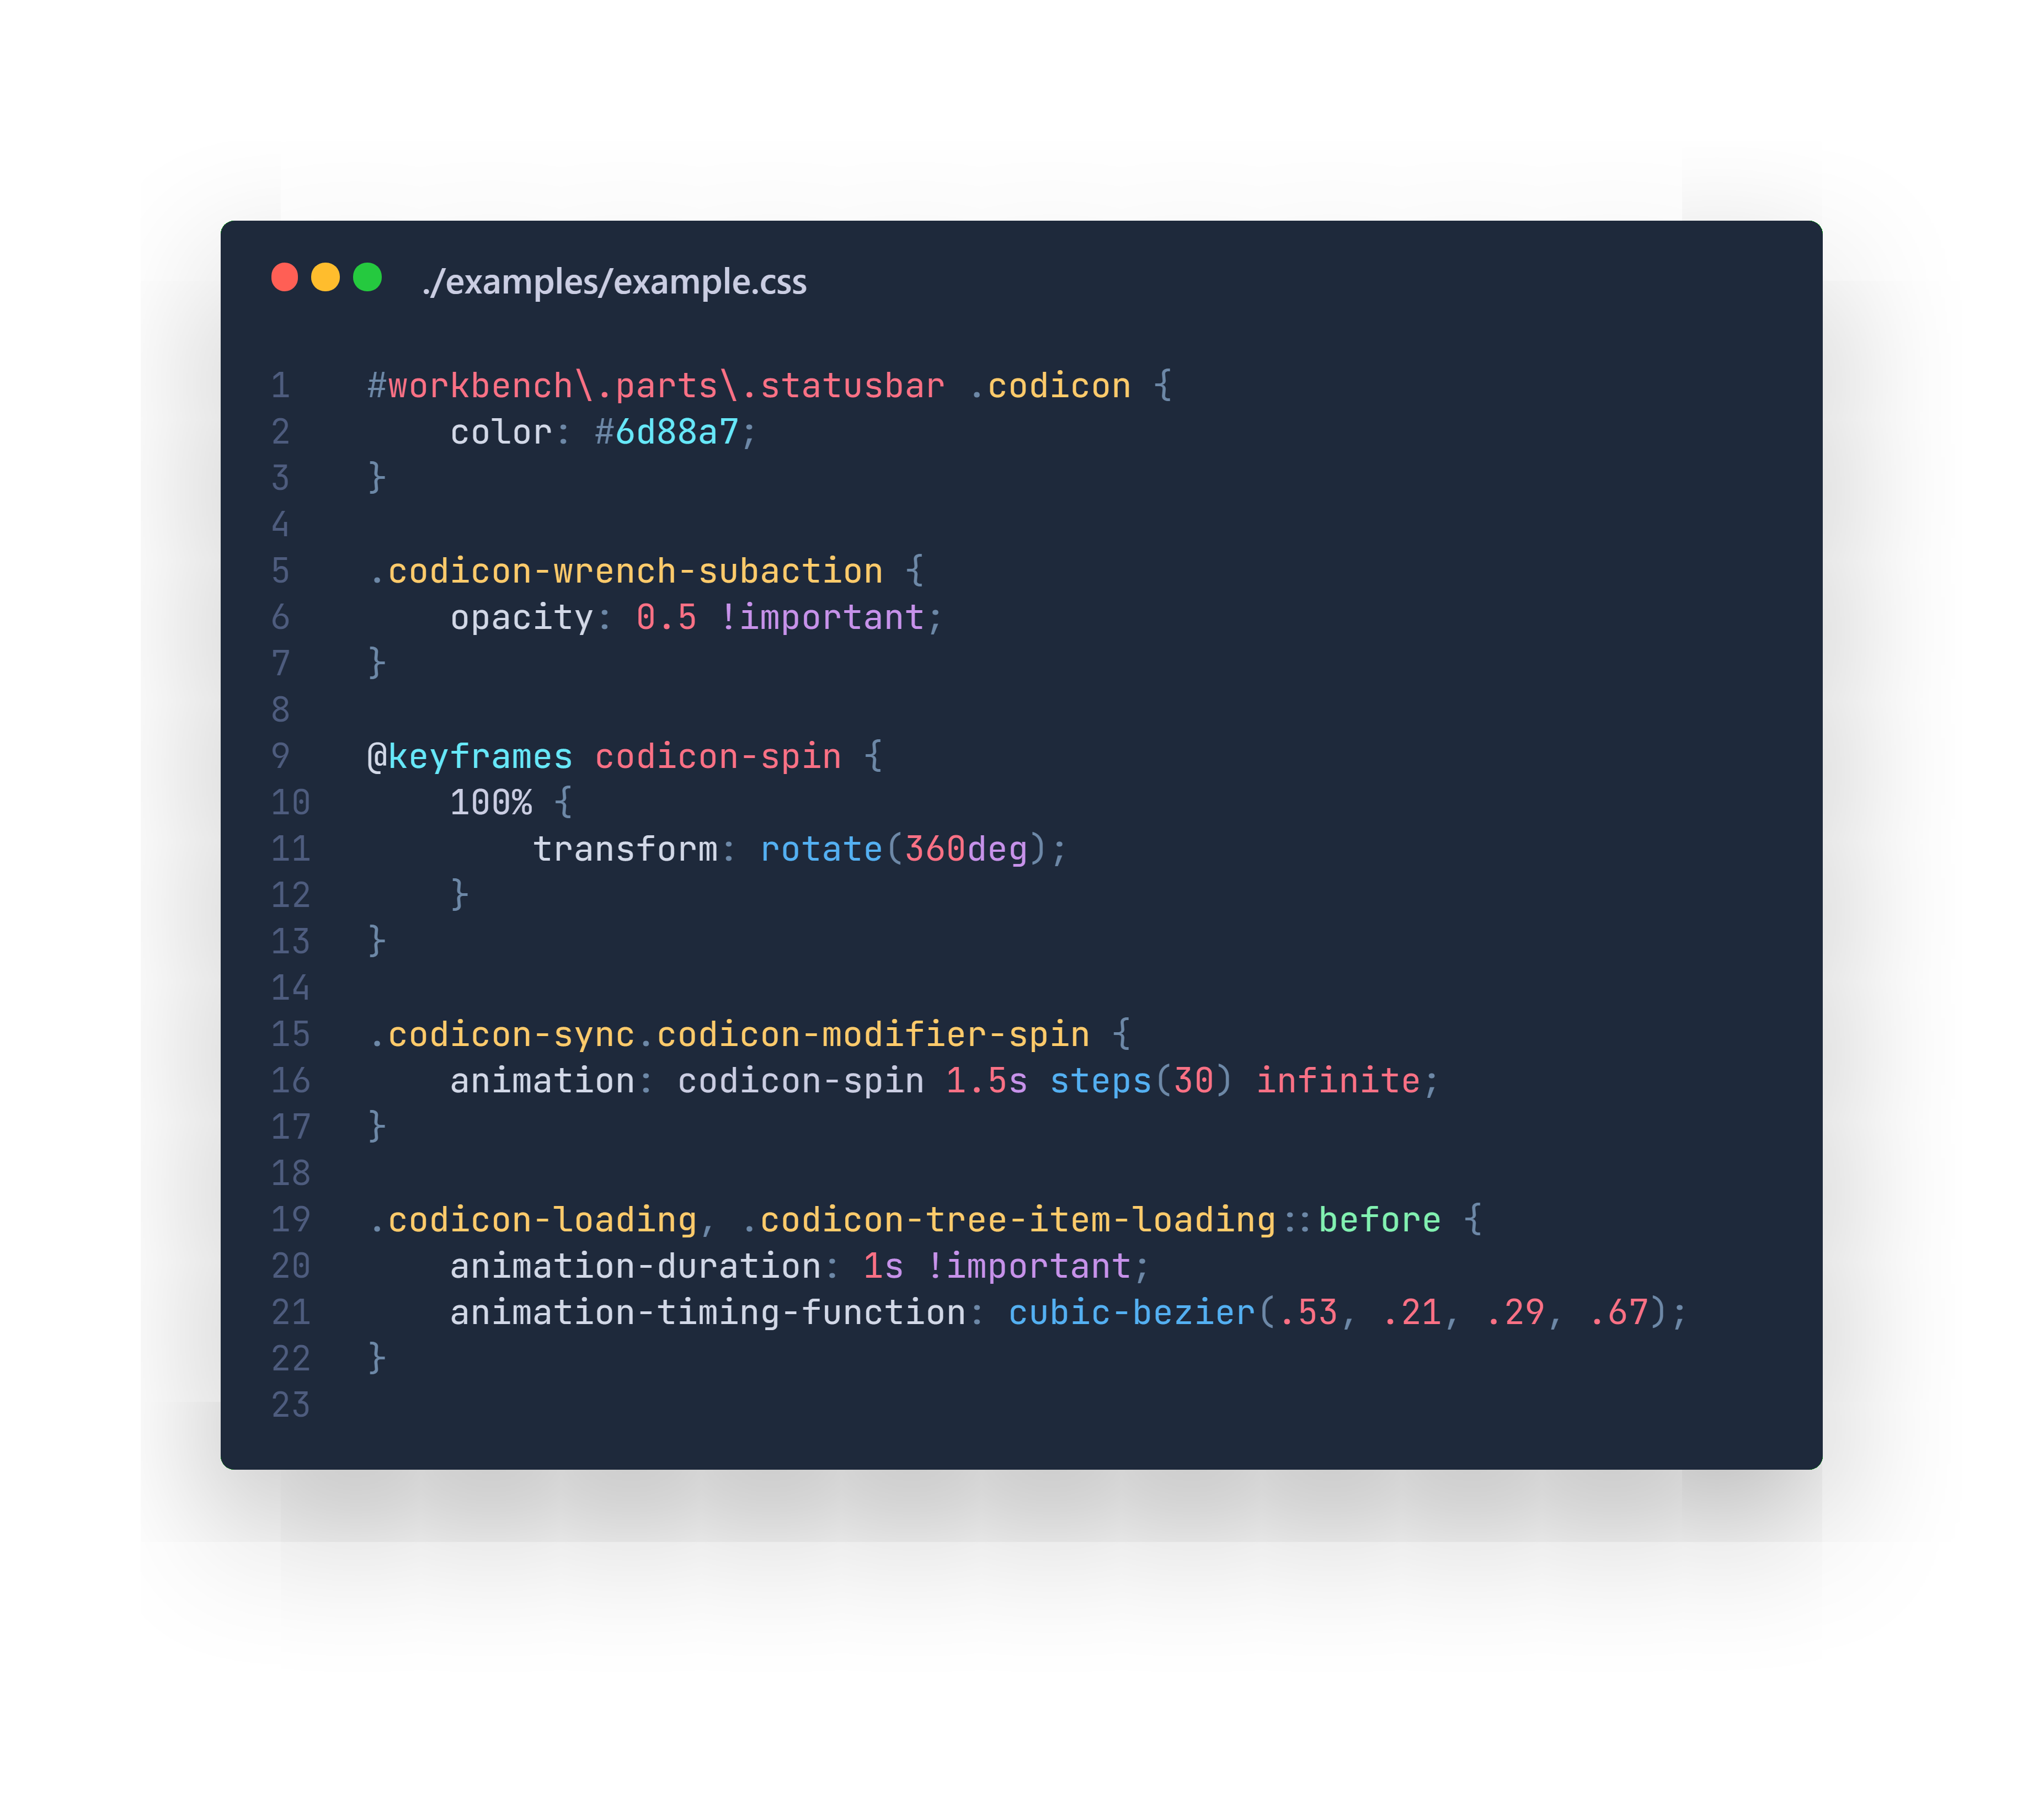 ./examples/example.css
1 #workbench\.parts\.statusbar .codicon {
2     color: #6d88a7;
3 }
4
5 .codicon-wrench-subaction {
6     opacity: 0.5 !important;
7 }
8
9 @keyframes codicon-spin {
10     100% {
11         transform: rotate(360deg);
12     }
13 }
14
15 .codicon-sync.codicon-modifier-spin {
16     animation: codicon-spin 1.5s steps(30) infinite;
17 }
18
19 .codicon-loading, .codicon-tree-item-loading::before {
20     animation-duration: 1s !important;
21     animation-timing-function: cubic-bezier(.53, .21, .29, .67);
22 }
23